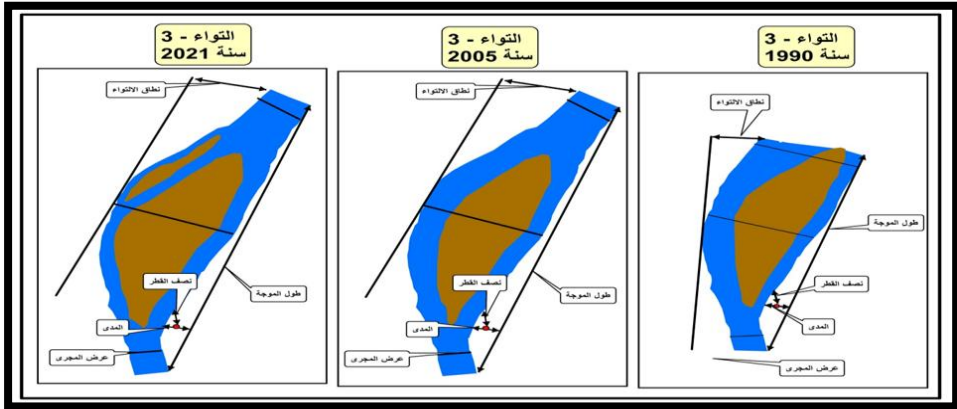 التواء - 3
سنة 1990
نطاق الالتواء
طول الموجة
نصف القطر
المدى
عرض المجرى
التواء - 3
سنة 2005
نطاق الالتواء
طول الموجة
نصف القطر
المدى
عرض المجرى
التواء - 3
سنة 2021
نطاق الالتواء
طول الموجة
نصف القطر
المدى
عرض المجرى